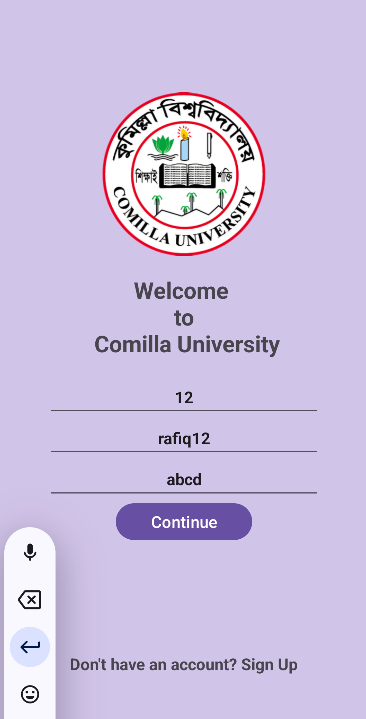 কুমিল্লা বিশ্ববিদ্যালয়
শিক্ষাই শক্তি
COMILLA UNIVERSITY
Welcome
to
Comilla University
12
rafiq12
abcd
Continue
Don't have an account? Sign Up